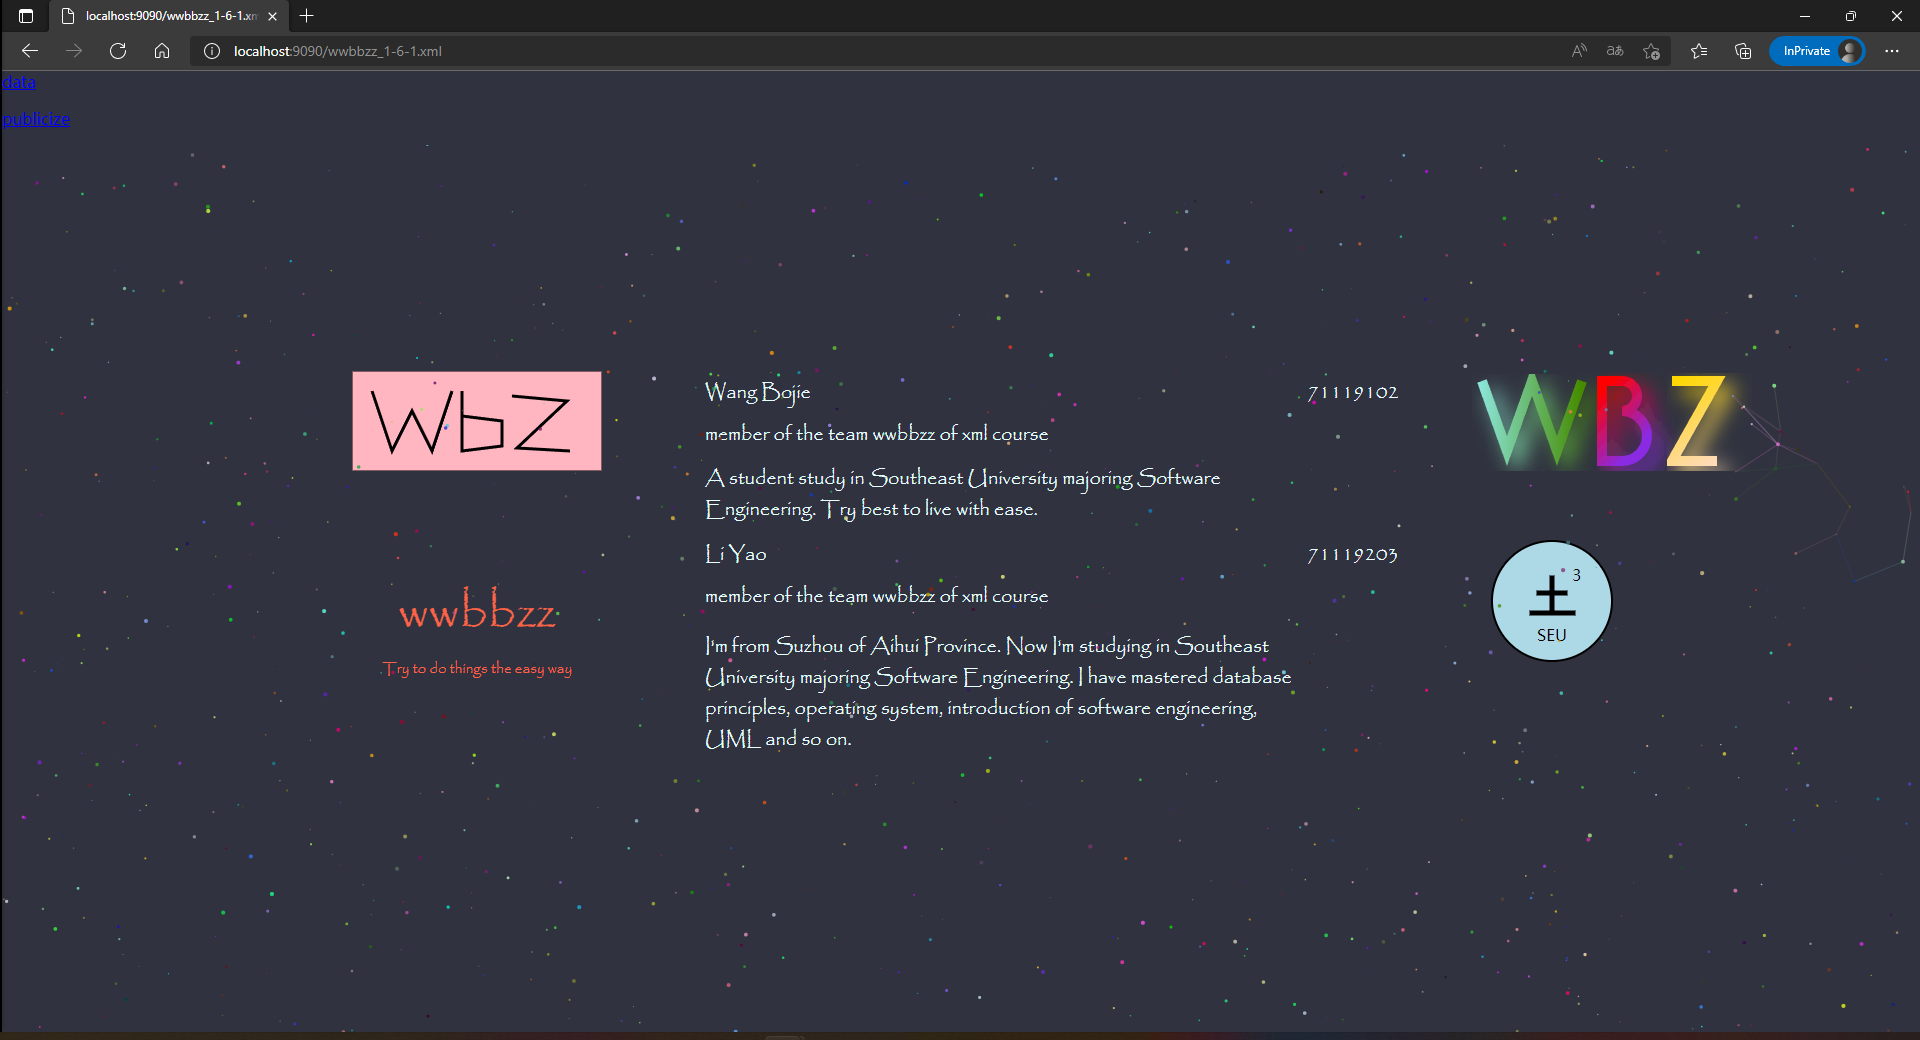 localhost:9090/wwbbzz_1-6-1.xm
localhost:9090/wwbbzz_1-6-1.xml
InPrivate
data
publicize
WbZ
wwbbzz
Try to do things the easy way
Wang Bojie 71119102
member of the team wwbbzz of xml course
A student study in Southeast University majoring Software
Engineering. Try best to live with ease.
Li Yao 71119203
member of the team wwbbzz of xml course
I'm from Suzhou of Aihui Province. Now I'm studying in Southeast
University majoring Software Engineering. I have mastered database
principles, operating system, introduction of software engineering,
UML and so on.
WBZ
3
土
SEU